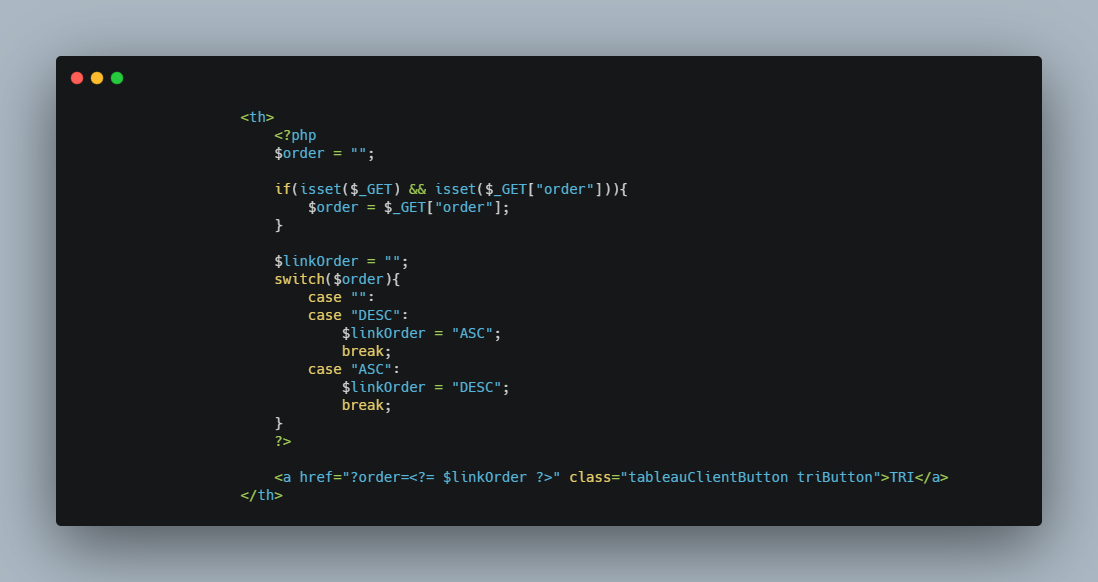 <th>
<?php
$order = "";
if(isset($_GET) && isset($_GET["order"])){
$order = $_GET["order"];
}
$linkOrder = "";
switch($order){
case "":
case "DESC":
$linkOrder = "ASC";
break;
case "ASC":
$linkOrder = "DESC";
break;
}
?>
<a href="?order=<?= $linkOrder ?>" class="tableauClientButton triButton">TRI</a>
</th>